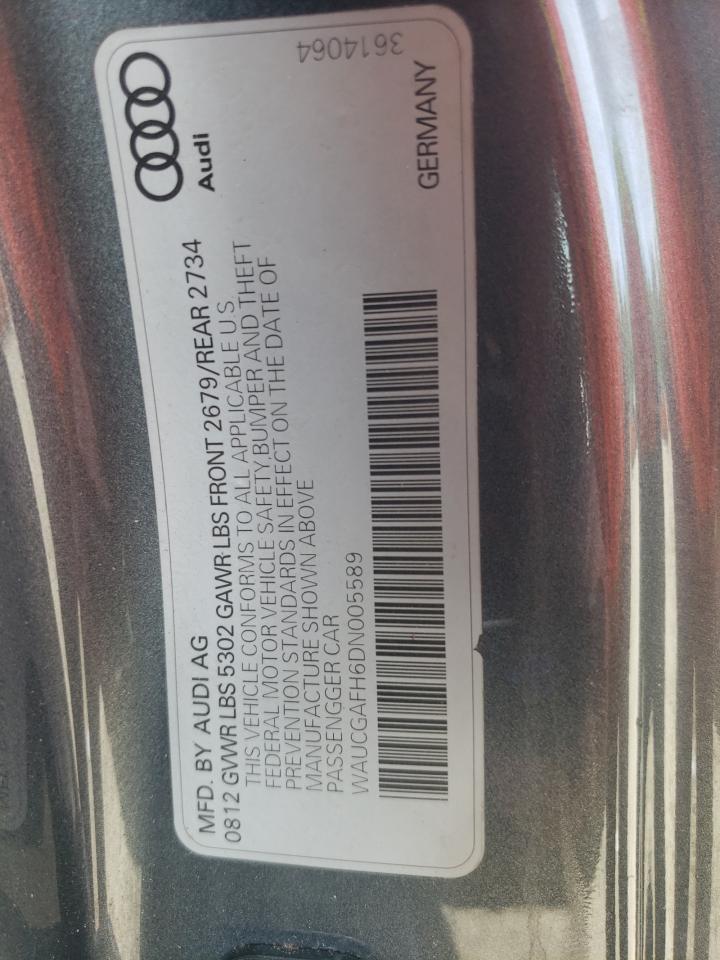 MFD. BY AUDI AG
0812 GVWR LBS 5302 GAWR LBS FRONT 2679/REAR 2734
THIS VEHICLE CONFORMS TO ALL APPLICABLE U S
FEDERAL MOTOR VEHICLE SAFETY,BUMPER AND THEFT
PREVENTION STANDARDS IN EFFECT ON THE DATE OF
MANUFACTURE SHOWN ABOVE
PASSENGGER CAR
WAUCGAFH6DN005589
Audi
3614064
GERMANY